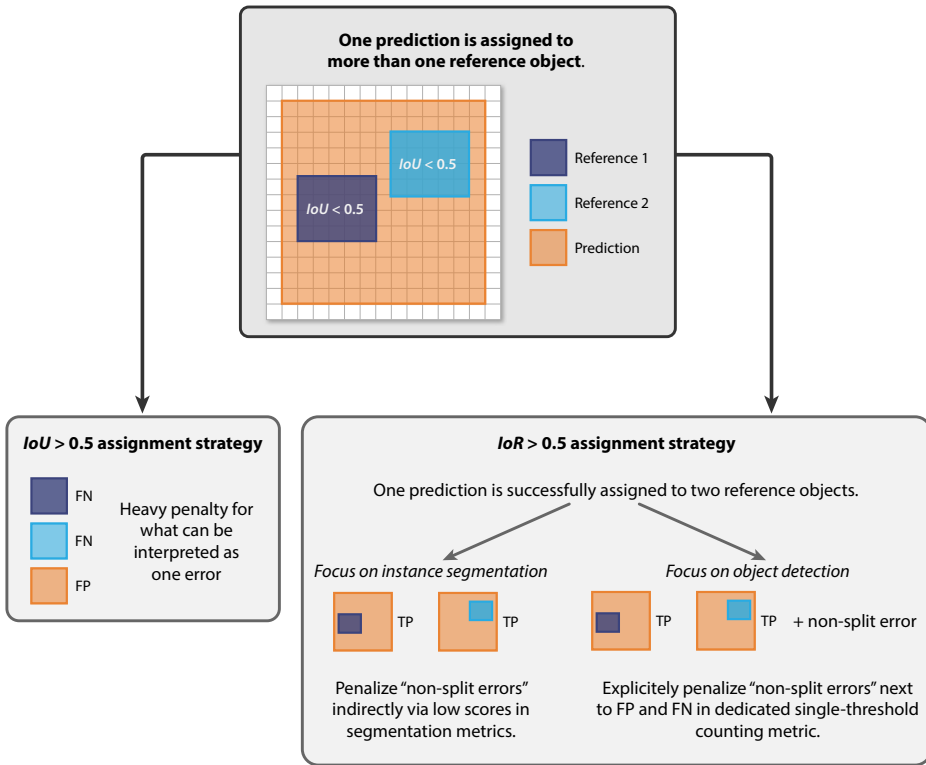 One prediction is assigned to
more than one reference object.
IoU < 0.5
IoU < 0.5
Reference 1
Reference 2
Prediction
IoU > 0.5 assignment strategy
FN
FN
FP
Heavy penalty for
what can be
interpreted as
one error
IoR > 0.5 assignment strategy
One prediction is successfully assigned to two reference objects.
Focus on instance segmentation
TP
TP
Penalize “non-split errors”
indirectly via low scores in
segmentation metrics.
Focus on object detection
TP
TP + non-split error
Explicitely penalize “non-split errors” next
to FP and FN in dedicated single-threshold
counting metric.